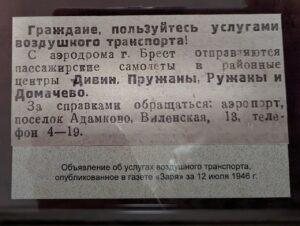 Граждане, пользуйтесь услугами
воздушного транспорта!
С аэродрома г. Брест отправляются
пассажирские самолеты в районные
центры Дивин, Пружаны, Ружаны и
Домачево.
За справками обращаться: аэропорт,
поселок Адамково, Виленская, 13, теле-
фон 4—19.
Объявление об услугах воздушного транспорта,
опубликованное в газете «Заря» за 12 июля 1946 г.